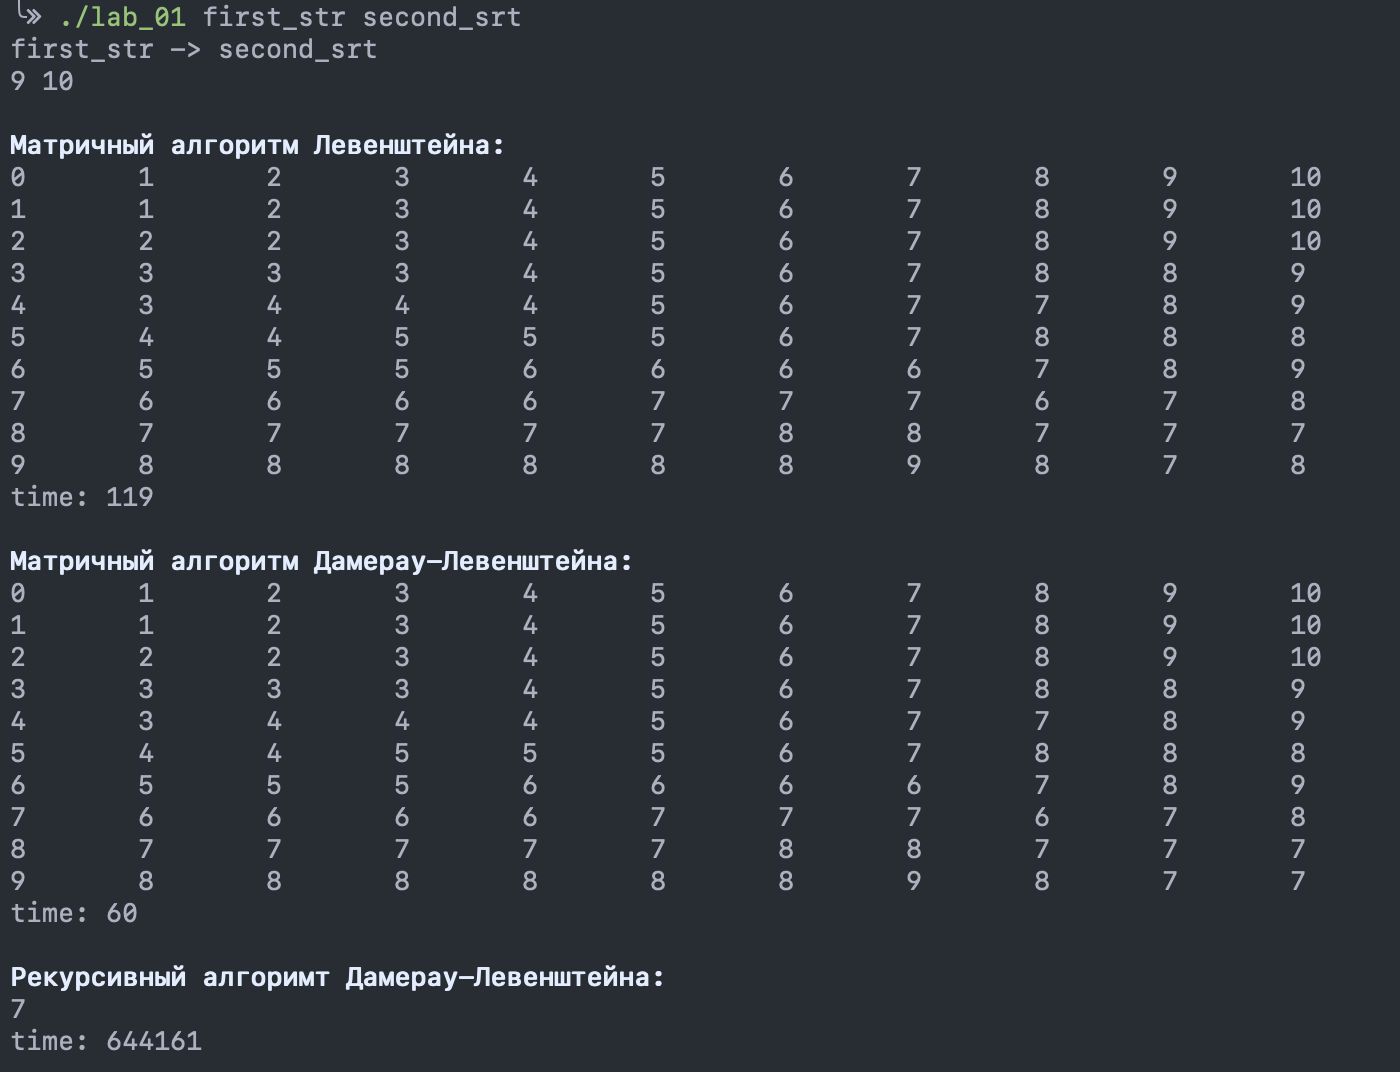 ╰» ./lab_01 first_str second_srt
first_str -> second_srt
9 10
Матричный алгоритм Левенштейна:
0 1 2 3 4 5 6 7 8 9 10
1 1 2 3 4 5 6 7 8 9 10
2 2 2 3 4 5 6 7 8 9 10
3 3 3 3 4 5 6 7 8 8 9
4 3 4 4 4 5 6 7 7 8 9
5 4 4 5 5 5 6 7 8 8 8
6 5 5 5 6 6 6 6 7 8 9
7 6 6 6 6 7 7 7 6 7 8
8 7 7 7 7 7 8 8 7 7 7
9 8 8 8 8 8 8 9 8 7 8
time: 119
Матричный алгоритм Дамерау-Левенштейна:
0 1 2 3 4 5 6 7 8 9 10
1 1 2 3 4 5 6 7 8 9 10
2 2 2 3 4 5 6 7 8 9 10
3 3 3 3 4 5 6 7 8 8 9
4 3 4 4 4 5 6 7 7 8 9
5 4 4 5 5 5 6 7 8 8 8
6 5 5 5 6 6 6 6 7 8 9
7 6 6 6 6 7 7 7 6 7 8
8 7 7 7 7 7 8 8 7 7 7
9 8 8 8 8 8 8 9 8 7 7
time: 60
Рекурсивный алгоримт Дамерау-Левенштейна:
7
time: 644161